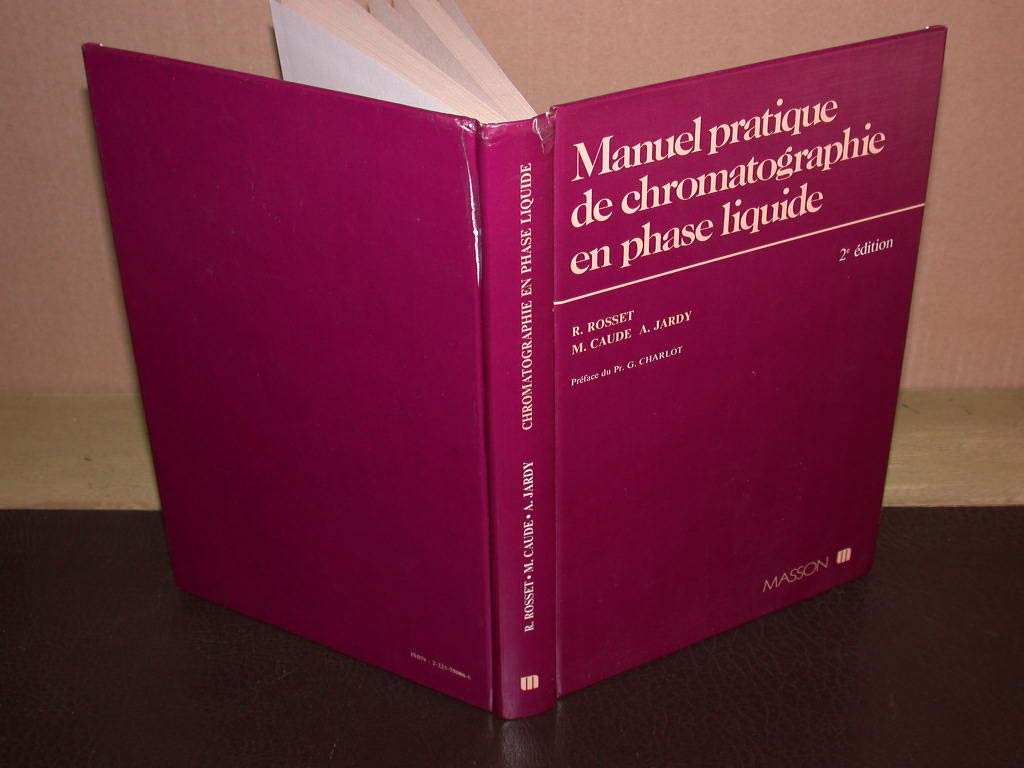 Manuel pratique
de chromatographie
en phase liquide
2e édition
R. ROSSET
M. CAUDE A. JARDY
Préface du Pr. G. CHARLOT
MASSON m
R. ROSSET • M. CAUDE • A. JARDY CHROMATOGRAPHIE EN PHASE LIQUIDE
m
ISBN :